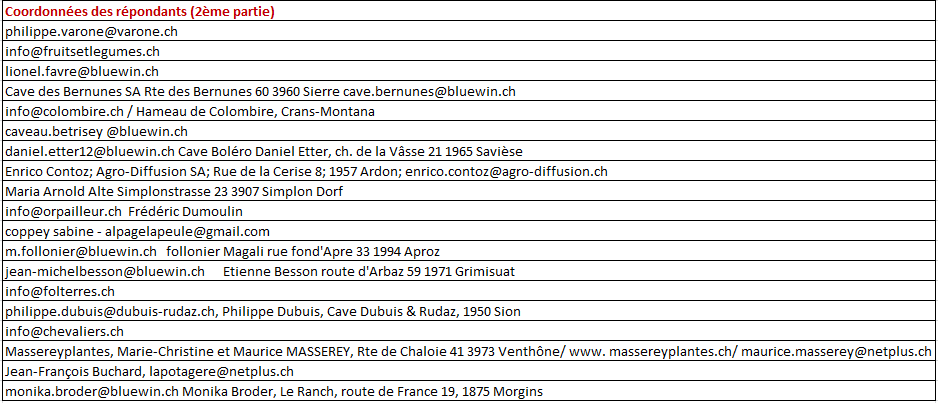 Coordonnées des répondants (2ème partie)
philippe.varone@varone.ch
info@fruitsetlegumes.ch
lionel.favre@bluewin.ch
Cave des Bernunes SA Rte des Bernunes 60 3960 Sierre cave.bernunes@bluewin.ch
info@colombire.ch / Hameau de Colombire, Crans-Montana
caveau.betrisey @bluewin.ch
daniel.etter12@bluewin.ch Cave Boléro Daniel Etter, ch. de la Vâsse 21 1965 Savièse
Enrico Contoz; Agro-Diffusion SA; Rue de la Cerise 8; 1957 Ardon; enrico.contoz@agro-diffusion.ch
Maria Arnold Alte Simplonstrasse 23 3907 Simplon Dorf
info@orpailleur.ch  Frédéric Dumoulin
coppey sabine - alpagelapeule@gmail.com
m.follonier@bluewin.ch   follonier Magali rue fond'Apre 33 1994 Aproz
jean-michelbesson@bluewin.ch     Etienne Besson route d'Arbaz 59 1971 Grimisuat
info@folterres.ch
philippe.dubuis@dubuis-rudaz.ch, Philippe Dubuis, Cave Dubuis & Rudaz, 1950 Sion
info@chevaliers.ch
Massereyplantes, Marie-Christine et Maurice MASSEREY, Rte de Chaloie 41 3973 Venthône/ www. massereyplantes.ch/ maurice.masserey@netplus.ch
Jean-François Buchard, lapotagere@netplus.ch
monika.broder@bluewin.ch Monika Broder, Le Ranch, route de France 19, 1875 Morgins